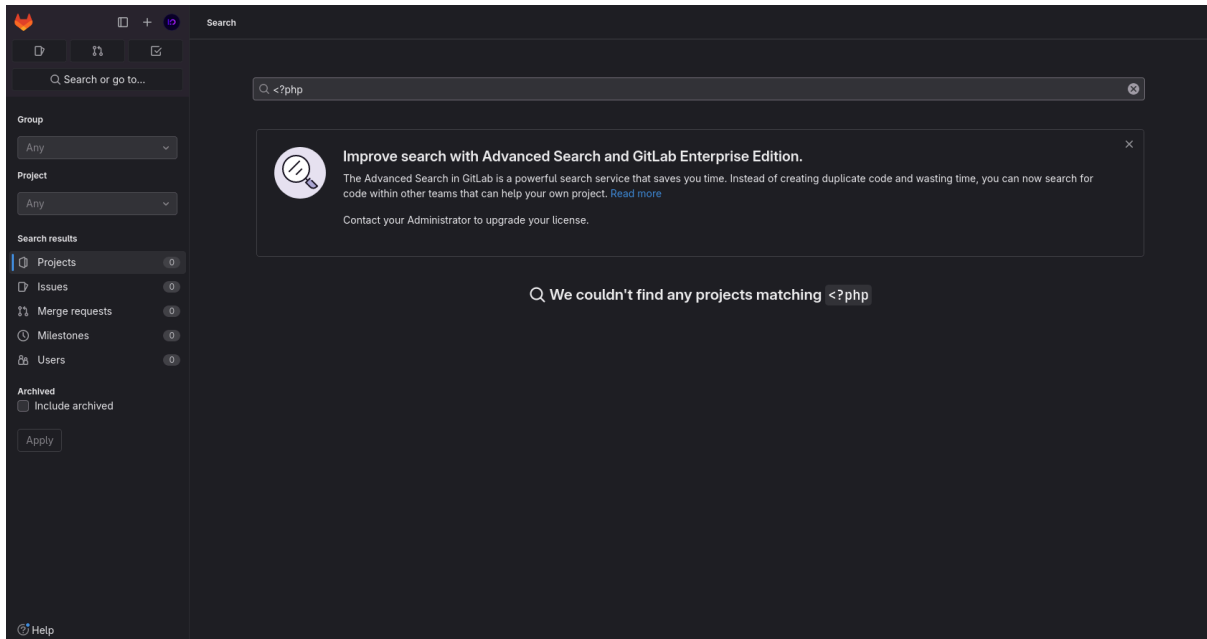 Search
Search or go to...
Group
Any
Project
Any
Search results
Projects 0
Issues 0
Merge requests 0
Milestones 0
Users 0
Archived
Include archived
Apply
Help
<?php
Improve search with Advanced Search and GitLab Enterprise Edition.
The Advanced Search in GitLab is a powerful search service that saves you time. Instead of creating duplicate code and wasting time, you can now search for
code within other teams that can help your own project. Read more
Contact your Administrator to upgrade your license.
We couldn't find any projects matching <?php